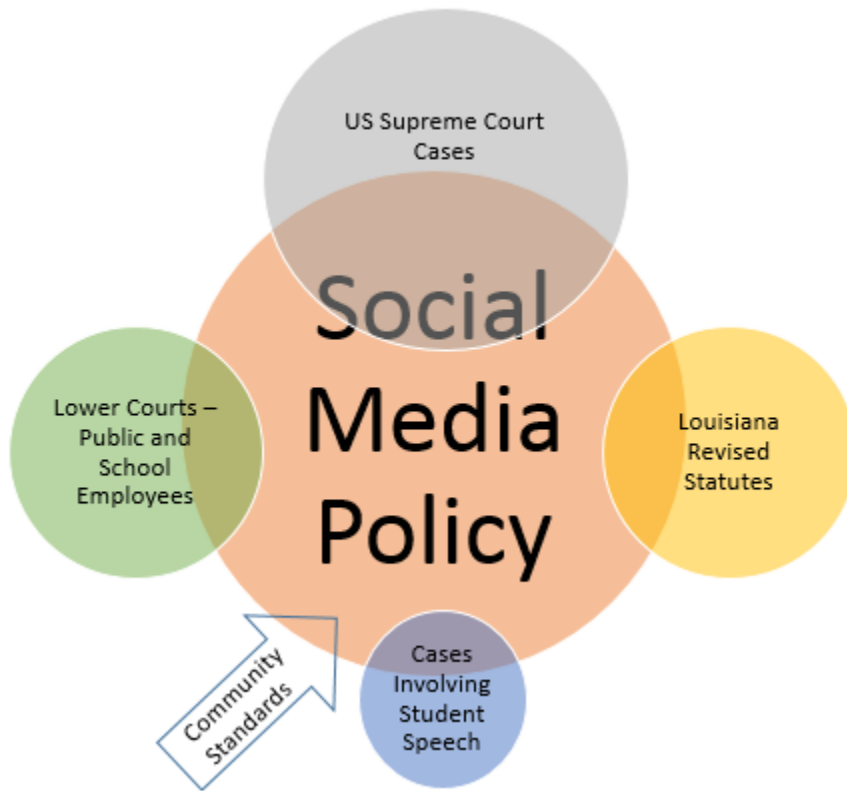 US Supreme Court
Cases
Social
Media
Policy
Lower Courts –
Public and
School
Employees
Louisiana
Revised
Statutes
Community
Standards
Cases
Involving
Student
Speech